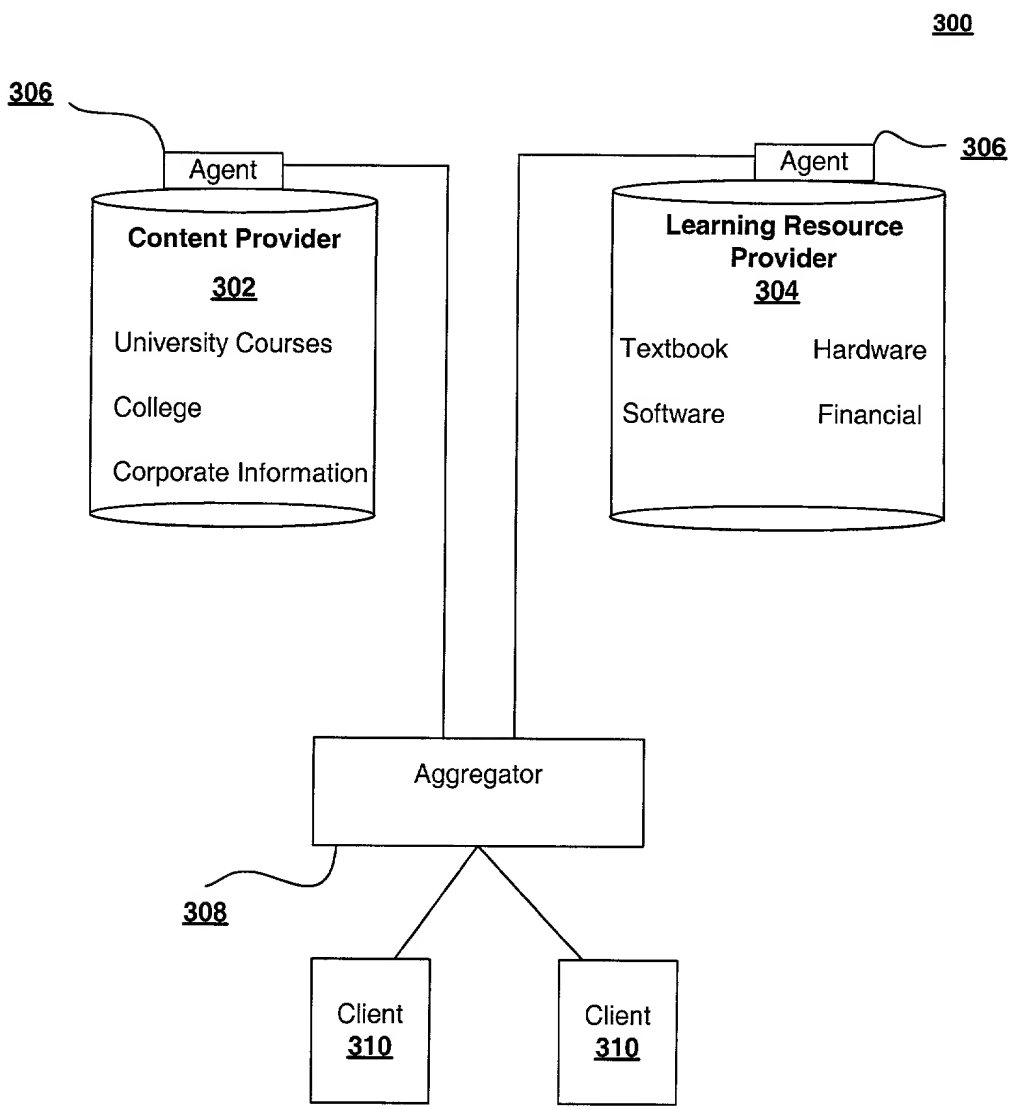 300
306
Agent
Agent
306
Content Provider
302
University Courses
College
Corporate Information
Learning Resource
Provider
304
Textbook Hardware
Software Financial
Aggregator
308
Client
310
Client
310